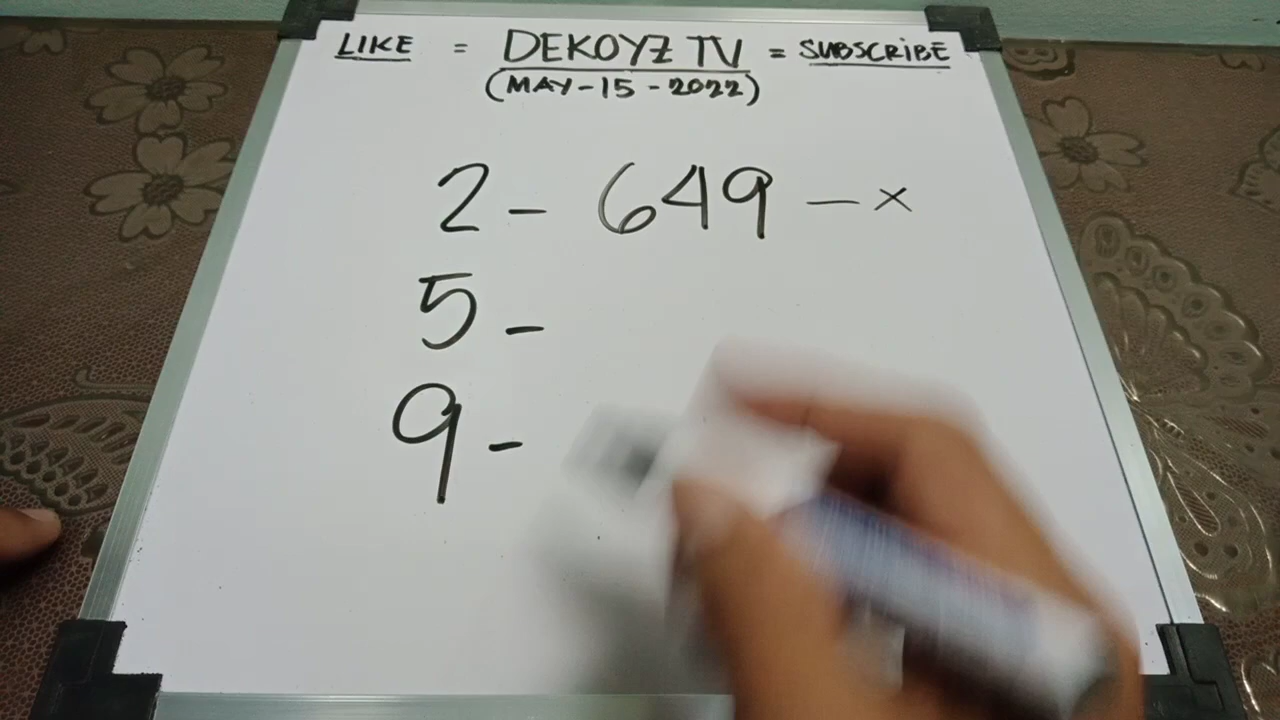 LIKE = DEKOYZ TV = SUBSCRIBE
(MAY-15-2022)
2 - 649 - x
5 -
9 -